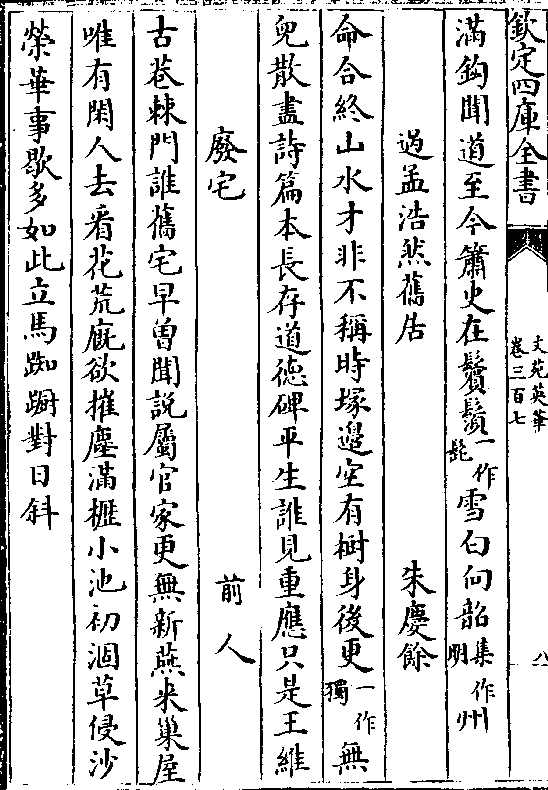 欽定四庫全書
文苑英華
卷三百七
八
滿鈎聞道至今簫史在鬢鬚一作髭雪白向韶集作明州
過孟浩然舊居 朱慶餘
命合終山水才非不稱時塚邊空有樹身後更一作獨無
兒散盡詩篇本長存道德碑平生誰見重應只是王維
廢宅 前人
古巷棘門誰舊宅早曾聞說屬官家更無新燕来巢屋
唯有閑人去看花荒廐欲摧塵滿櫪小池初涸草侵沙
榮華事歇多如此立馬踟蹰對日斜